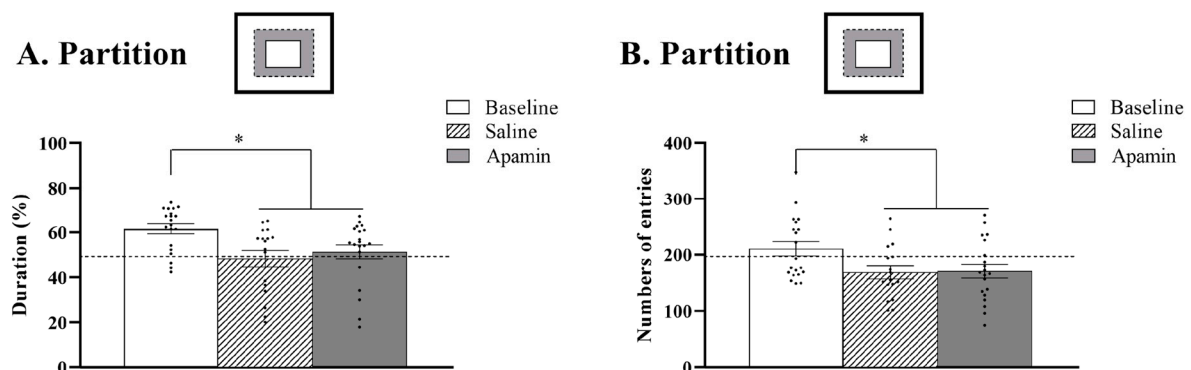 A. Partition
Baseline
Saline
Apamin
*
100
80
60
40
20
0
Duration (%)
B. Partition
Baseline
Saline
Apamin
*
400
300
200
100
0
Numbers of entries